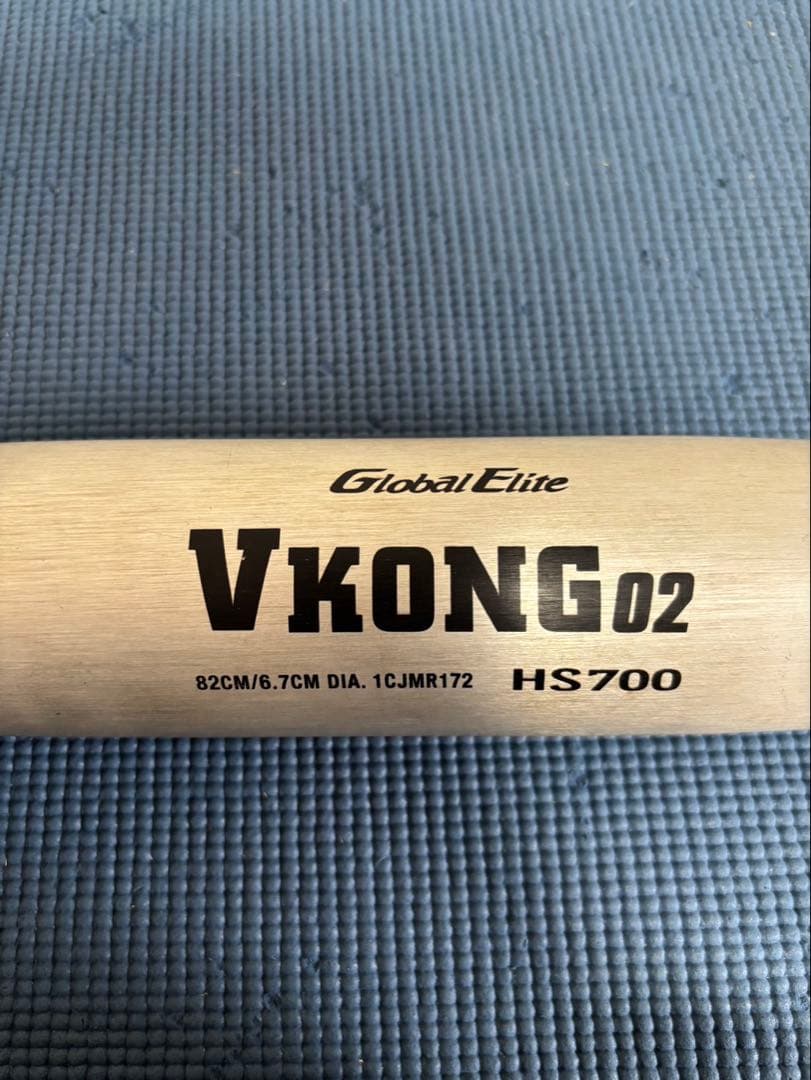 Global Elite
VKONG02
82CM/6.7CM DIA. 1CJMR172 HS700